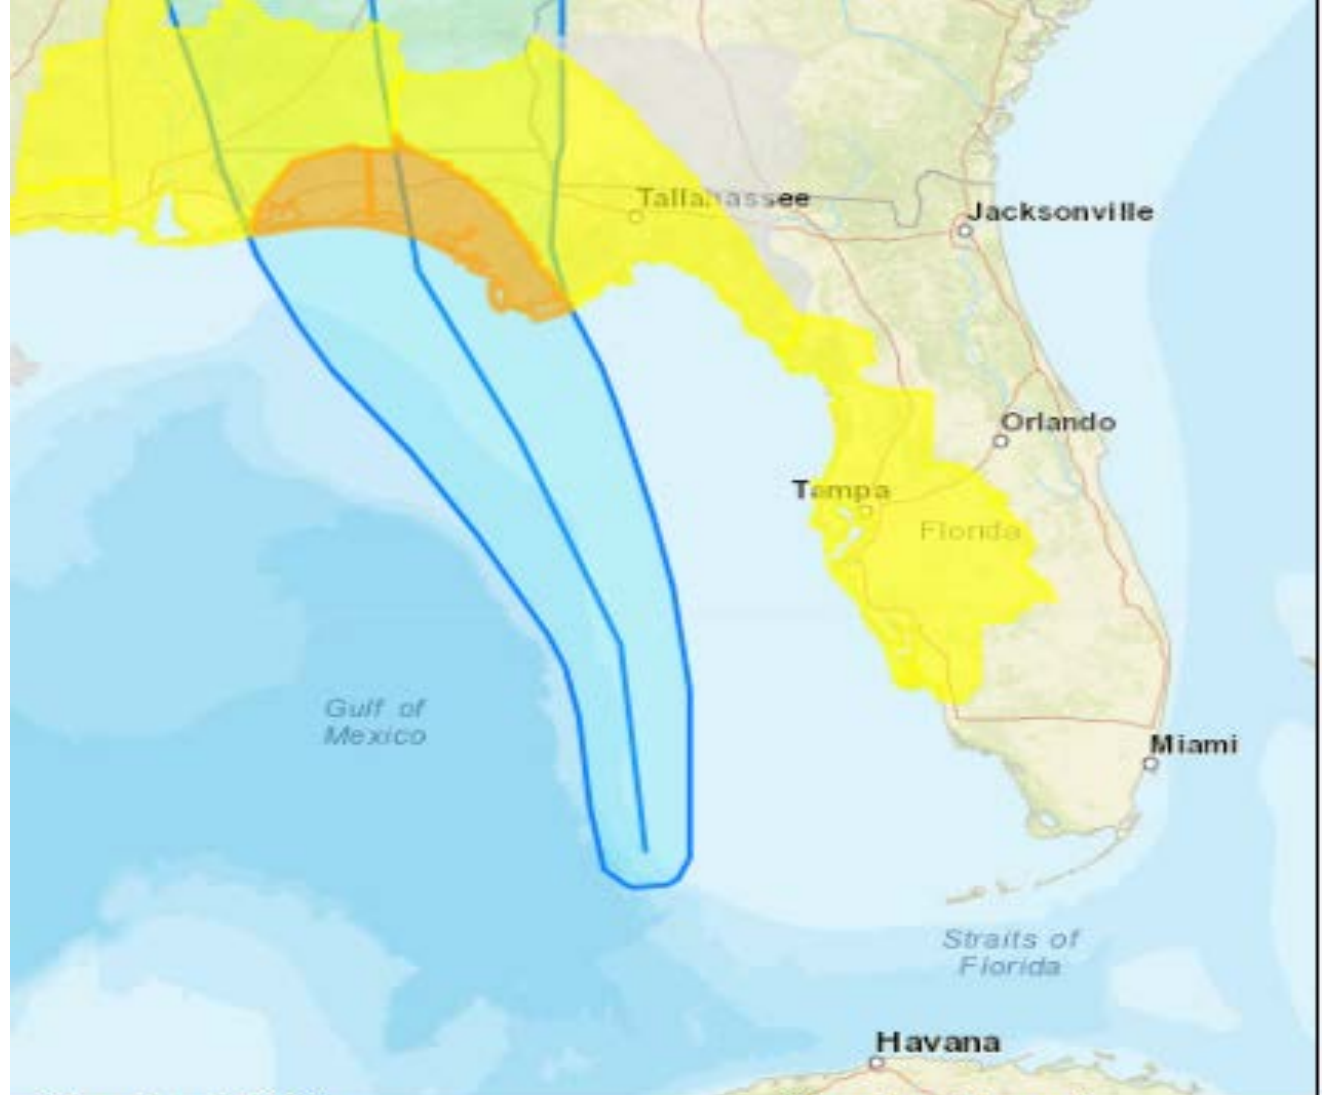 Tallahassee
Jacksonville
Orlando
Tampa
Florida
Gulf of
Mexico
Miami
Straits of
Florida
Havana